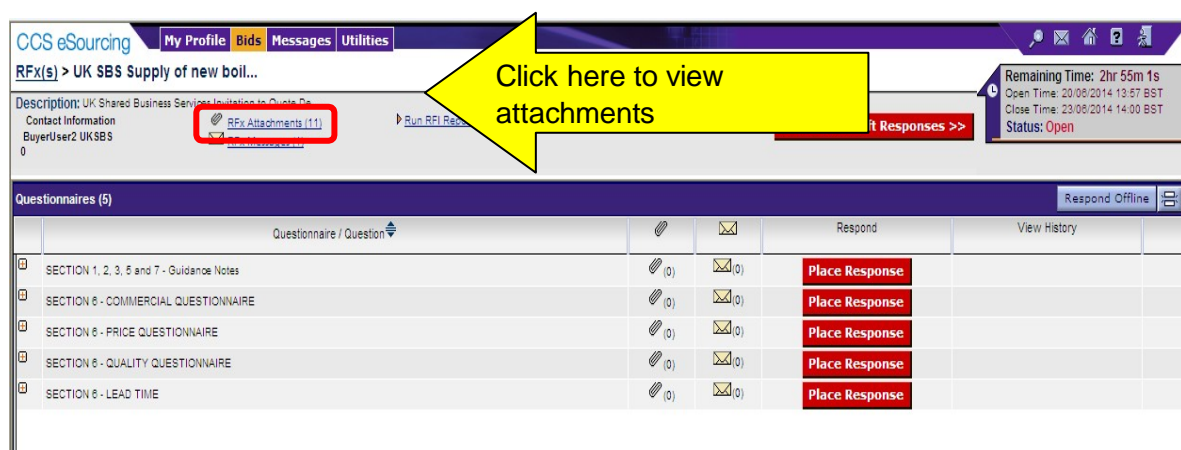 CCS eSourcing My Profile Bids Messages Utilities
RFx(s) > UK SBS Supply of new boil...
Click here to view
attachments
Remaining Time: 2hr 55m 1s
Open Time: 20/06/2014 13:57 BST
Close Time: 23/06/2014 14:00 BST
Status: Open
Description: UK Shared Business Services Invitation to Quote De
Contact Information
RFx Attachments (11)
Run RFI Repo
BuyerUser2 UKSBS
RFx Messages (1)
0
ft Responses >>
Questionnaires (5)
Respond Offline
Questionnaire / Question Respond View History
SECTION 1, 2, 3, 5 and 7 - Guidance Notes (0) (0) Place Response
SECTION 6 - COMMERCIAL QUESTIONNAIRE (0) (0) Place Response
SECTION 6 - PRICE QUESTIONNAIRE (0) (0) Place Response
SECTION 6 - QUALITY QUESTIONNAIRE (0) (0) Place Response
SECTION 6 - LEAD TIME (0) (0) Place Response